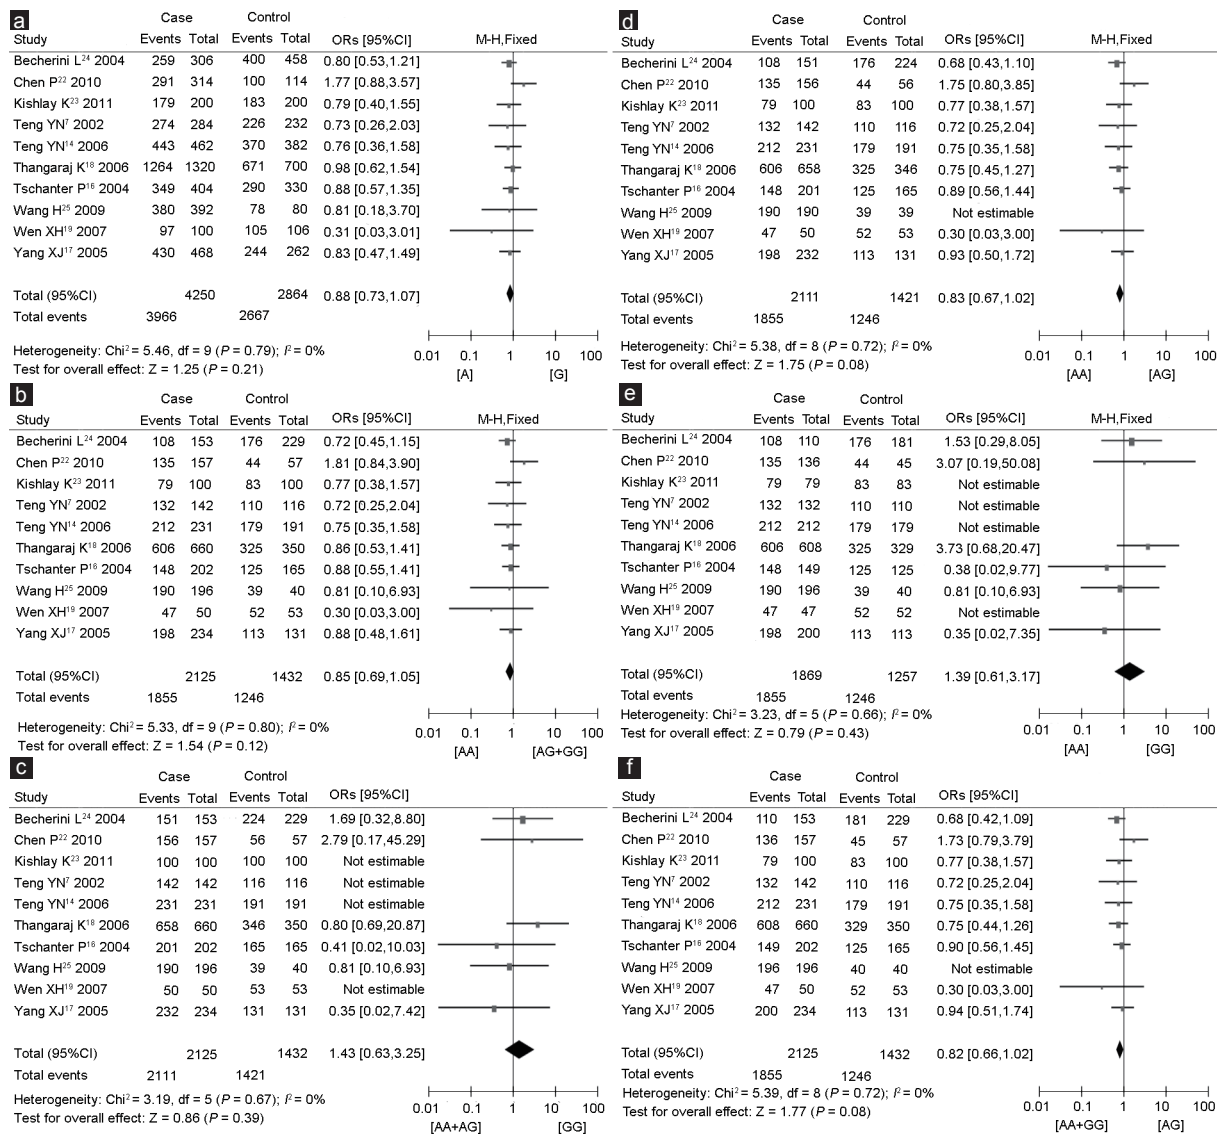 a
Case Control
Study Events Total Events Total ORs [95%CI] M-H,Fixed
Becherini L24 2004 259 306 400 458 0.80 [0.53,1.21]
Chen P22 2010 291 314 100 114 1.77 [0.88,3.57]
Kishlay K23 2011 179 200 183 200 0.79 [0.40,1.55]
Teng YN7 2002 274 284 226 232 0.73 [0.26,2.03]
Teng YN14 2006 443 462 370 382 0.76 [0.36,1.58]
Thangaraj K18 2006 1264 1320 671 700 0.98 [0.62,1.54]
Tschanter P16 2004 349 404 290 330 0.88 [0.57,1.35]
Wang H25 2009 380 392 78 80 0.81 [0.18,3.70]
Wen XH19 2007 97 100 105 106 0.31 [0.03,3.01]
Yang XJ17 2005 430 468 244 262 0.83 [0.47,1.49]
Total (95%CI) 4250 2864 0.88 [0.73,1.07]
Total events 3966 2667
Heterogeneity: Chi2 = 5.46, df = 9 (P = 0.79); I2 = 0%
Test for overall effect: Z = 1.25 (P = 0.21)
0.01 0.1 1 10 100
[A] [G]
b
Case Control
Study Events Total Events Total ORs [95%CI] M-H,Fixed
Becherini L24 2004 108 153 176 229 0.72 [0.45,1.15]
Chen P22 2010 135 157 44 57 1.81 [0.84,3.90]
Kishlay K23 2011 79 100 83 100 0.77 [0.38,1.57]
Teng YN7 2002 132 142 110 116 0.72 [0.25,2.04]
Teng YN14 2006 212 231 179 191 0.75 [0.35,1.58]
Thangaraj K18 2006 606 660 325 350 0.86 [0.53,1.41]
Tschanter P16 2004 148 202 125 165 0.88 [0.55,1.41]
Wang H25 2009 190 196 39 40 0.81 [0.10,6.93]
Wen XH19 2007 47 50 52 53 0.30 [0.03,3.00]
Yang XJ17 2005 198 234 113 131 0.88 [0.48,1.61]
Total (95%CI) 2125 1432 0.85 [0.69,1.05]
Total events 1855 1246
Heterogeneity: Chi2 = 5.33, df = 9 (P = 0.80); I2 = 0%
Test for overall effect: Z = 1.54 (P = 0.12)
0.01 0.1 1 10 100
[AA] [AG+GG]
c
Case Control
Study Events Total Events Total ORs [95%CI]
Becherini L24 2004 151 153 224 229 1.69 [0.32,8.80]
Chen P22 2010 156 157 56 57 2.79 [0.17,45.29]
Kishlay K23 2011 100 100 100 100 Not estimable
Teng YN7 2002 142 142 116 116 Not estimable
Teng YN14 2006 231 231 191 191 Not estimable
Thangaraj K18 2006 658 660 346 350 0.80 [0.69,20.87]
Tschanter P16 2004 201 202 165 165 0.41 [0.02,10.03]
Wang H25 2009 190 196 39 40 0.81 [0.10,6.93]
Wen XH19 2007 50 50 53 53 Not estimable
Yang XJ17 2005 232 234 131 131 0.35 [0.02,7.42]
Total (95%CI) 2125 1432 1.43 [0.63,3.25]
Total events 2111 1421
Heterogeneity: Chi2 = 3.19, df = 5 (P = 0.67); I2= 0%
Test for overall effect: Z = 0.86 (P = 0.39)
0.01 0.1 1 10 100
[AA+AG] [GG]
d
Case Control
Study Events Total Events Total ORs [95%CI] M-H,Fixed
Becherini L24 2004 108 151 176 224 0.68 [0.43,1.10]
Chen P22 2010 135 156 44 56 1.75 [0.80,3.85]
Kishlay K23 2011 79 100 83 100 0.77 [0.38,1.57]
Teng YN7 2002 132 142 110 116 0.72 [0.25,2.04]
Teng YN14 2006 212 231 179 191 0.75 [0.35,1.58]
Thangaraj K18 2006 606 658 325 346 0.75 [0.45,1.27]
Tschanter P16 2004 148 201 125 165 0.89 [0.56,1.44]
Wang H25 2009 190 190 39 39 Not estimable
Wen XH19 2007 47 50 52 53 0.30 [0.03,3.00]
Yang XJ17 2005 198 232 113 131 0.93 [0.50,1.72]
Total (95%CI) 2111 1421 0.83 [0.67,1.02]
Total events 1855 1246
Heterogeneity: Chi2 = 5.38, df = 8 (P = 0.72); I2 = 0%
Test for overall effect: Z = 1.75 (P = 0.08)
0.01 0.1 1 10 100
[AA] [AG]
e
Case Control
Study Events Total Events Total ORs [95%CI] M-H,Fixed
Becherini L24 2004 108 110 176 181 1.53 [0.29,8.05]
Chen P22 2010 135 136 44 45 3.07 [0.19,50.08]
Kishlay K23 2011 79 79 83 83 Not estimable
Teng YN7 2002 132 132 110 110 Not estimable
Teng YN14 2006 212 212 179 179 Not estimable
Thangaraj K18 2006 606 608 325 329 3.73 [0.68,20.47]
Tschanter P16 2004 148 149 125 125 0.38 [0.02,9.77]
Wang H25 2009 190 196 39 40 0.81 [0.10,6.93]
Wen XH19 2007 47 47 52 52 Not estimable
Yang XJ17 2005 198 200 113 113 0.35 [0.02,7.35]
Total (95%CI) 1869 1257 1.39 [0.61,3.17]
Total events 1855 1246
Heterogeneity: Chi2 = 3.23, df = 5 (P = 0.66); I2 = 0%
Test for overall effect: Z = 0.79 (P = 0.43)
0.01 0.1 1 10 100
[AA] [GG]
f
Case Control
Study Events Total Events Total ORs [95%CI]
Becherini L24 2004 110 153 181 229 0.68 [0.42,1.09]
Chen P22 2010 136 157 45 57 1.73 [0.79,3.79]
Kishlay K23 2011 79 100 83 100 0.77 [0.38,1.57]
Teng YN7 2002 132 142 110 116 0.72 [0.25,2.04]
Teng YN14 2006 212 231 179 191 0.75 [0.35,1.58]
Thangaraj K18 2006 608 660 329 350 0.75 [0.44,1.26]
Tschanter P16 2004 149 202 125 165 0.90 [0.56,1.45]
Wang H25 2009 196 196 40 40 Not estimable
Wen XH19 2007 47 50 52 53 0.30 [0.03,3.00]
Yang XJ17 2005 200 234 113 131 0.94 [0.51,1.74]
Total (95%CI) 2125 1432 0.82 [0.66,1.02]
Total events 1855 1246
Heterogeneity: Chi2 = 5.39, df = 8 (P = 0.72); I2 = 0%
Test for overall effect: Z = 1.77 (P = 0.08)
0.01 0.1 1 10 100
[AA+GG] [AG]